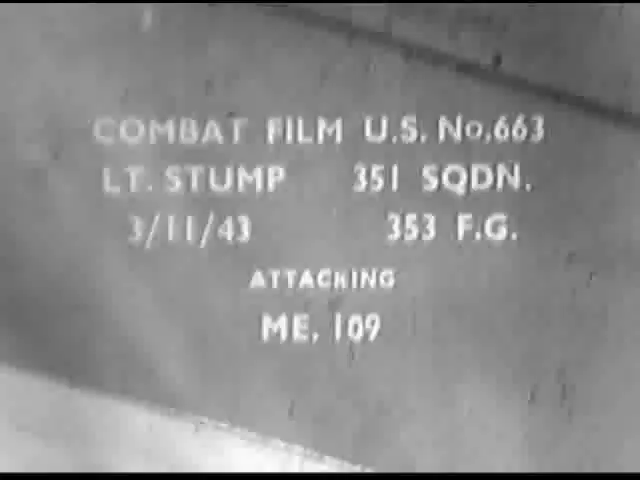 COMBAT FILM U.S. No.663
LT. STUMP 351 SQDN.
3/11/43 353 F.G.
ATTACKING
ME. 109